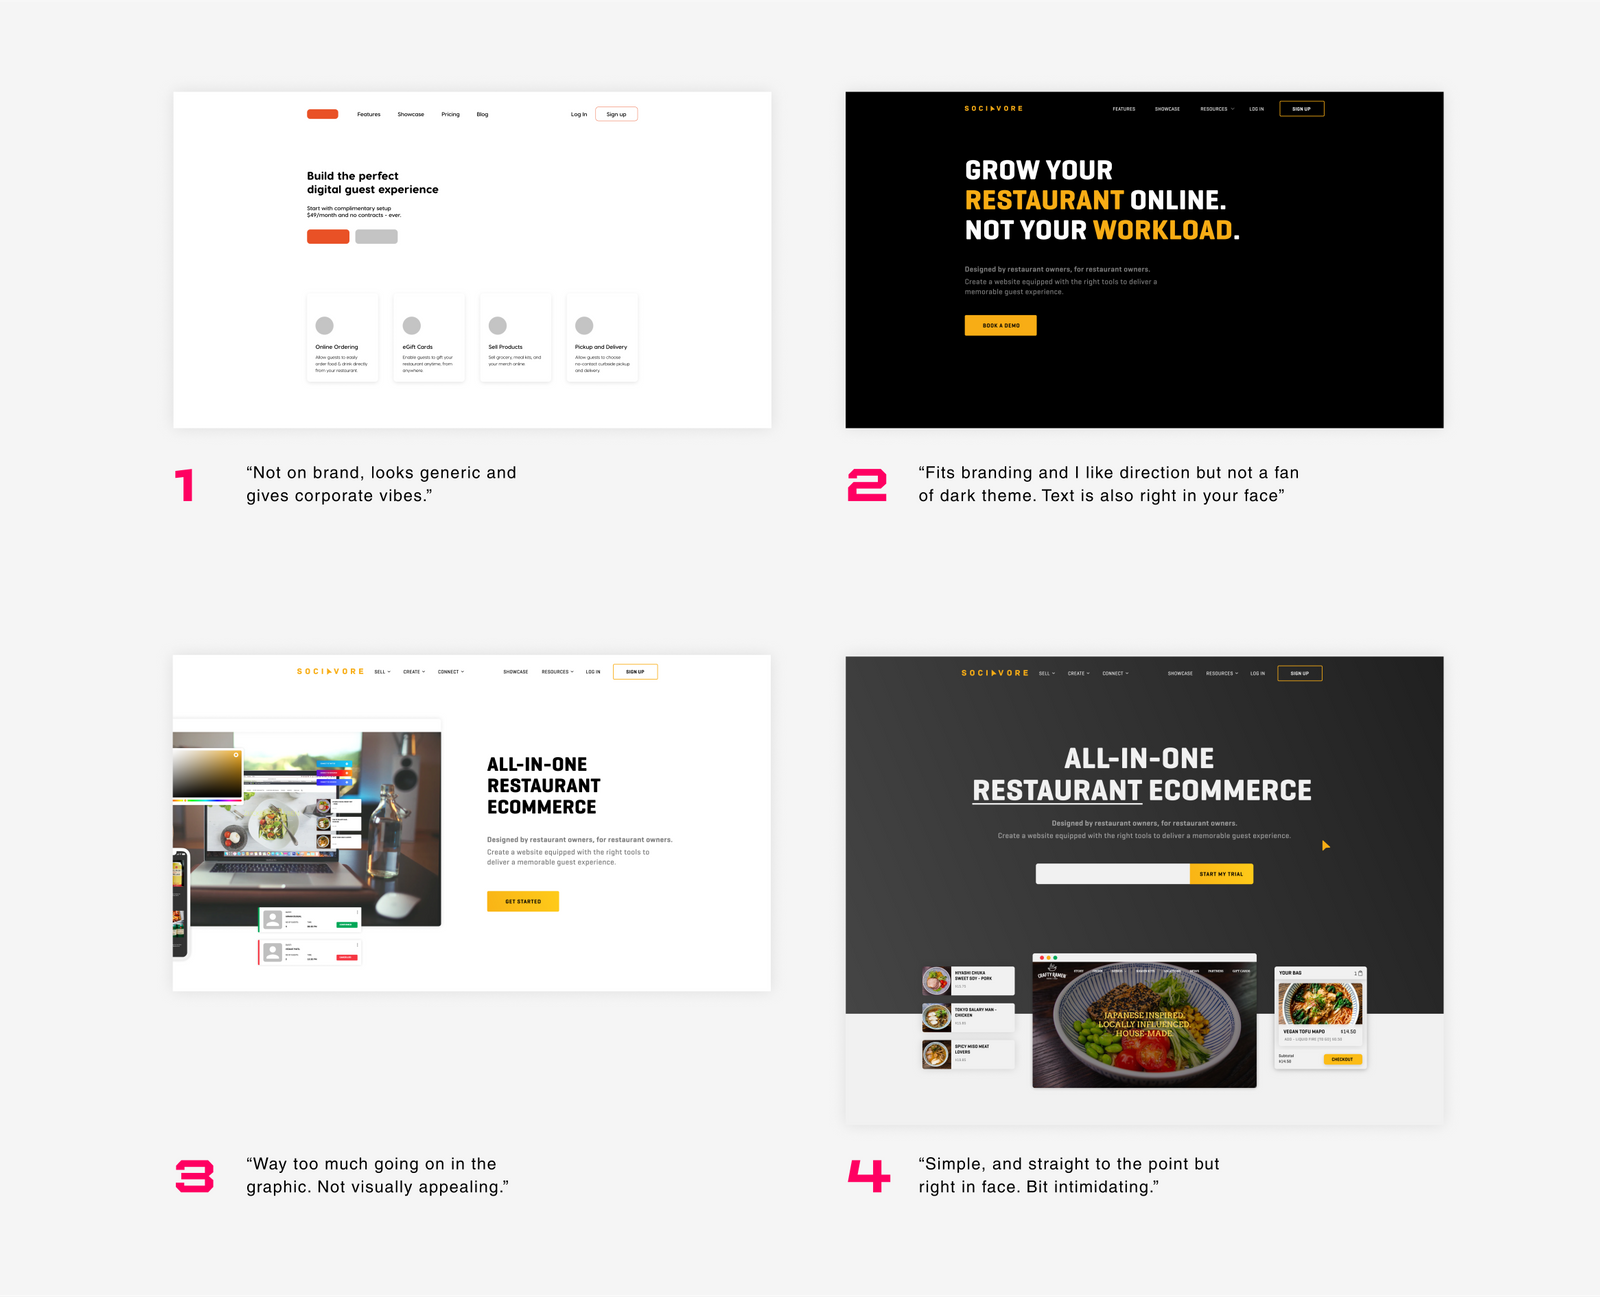 Features Showcase Pricing Blog Log In Sign up
Build the perfect
digital guest experience
Start with complimentary setup
$49/month and no contracts - ever.
Online Ordering
Allow guests to easily
order food & drink directly
from your restaurant.
eGift Cards
Enable guests to gift your
restaurant anytime, from
anywhere.
Sell Products
Sell grocery, meal kits, and
your merch online.
Pickup and Delivery
Allow guests to choose
no-contact curbside pickup
and delivery
1
“Not on brand, looks generic and
gives corporate vibes.”
SOCIAVORE FEATURES SHOWCASE RESOURCES LOG IN SIGN UP
GROW YOUR
RESTAURANT ONLINE.
NOT YOUR WORKLOAD.
Designed by restaurant owners, for restaurant owners.
Create a website equipped with the right tools to deliver a
memorable guest experience.
BOOK A DEMO
2
“Fits branding and I like direction but not a fan
of dark theme. Text is also right in your face”
SOCIAVORE SELL CREATE CONNECT SHOWCASE RESOURCES LOG IN SIGN UP
ALL-IN-ONE
RESTAURANT
ECOMMERCE
Designed by restaurant owners, for restaurant owners.
Create a website equipped with the right tools to
deliver a memorable guest experience.
GET STARTED
3
“Way too much going on in the
graphic. Not visually appealing.”
SOCIAVORE SELL CREATE CONNECT SHOWCASE RESOURCES LOG IN SIGN UP
ALL-IN-ONE
RESTAURANT ECOMMERCE
Designed by restaurant owners, for restaurant owners.
Create a website equipped with the right tools to deliver a memorable guest experience.
START MY TRIAL
HIYASHI CHUKA
SWEET SOY - PORK
TOKYO SALARY MAN -
CHICKEN
SPICY MISO MEAT
LOVERS
CRAFTY RAMEN
JAPANESE INSPIRED.
LOCALLY INFLUENCED.
HOUSE-MADE.
YOUR BAG 1
VEGAN TOFU MAPO $14.50
Subtotal
$14.50
CHECKOUT
4
“Simple, and straight to the point but
right in face. Bit intimidating.”